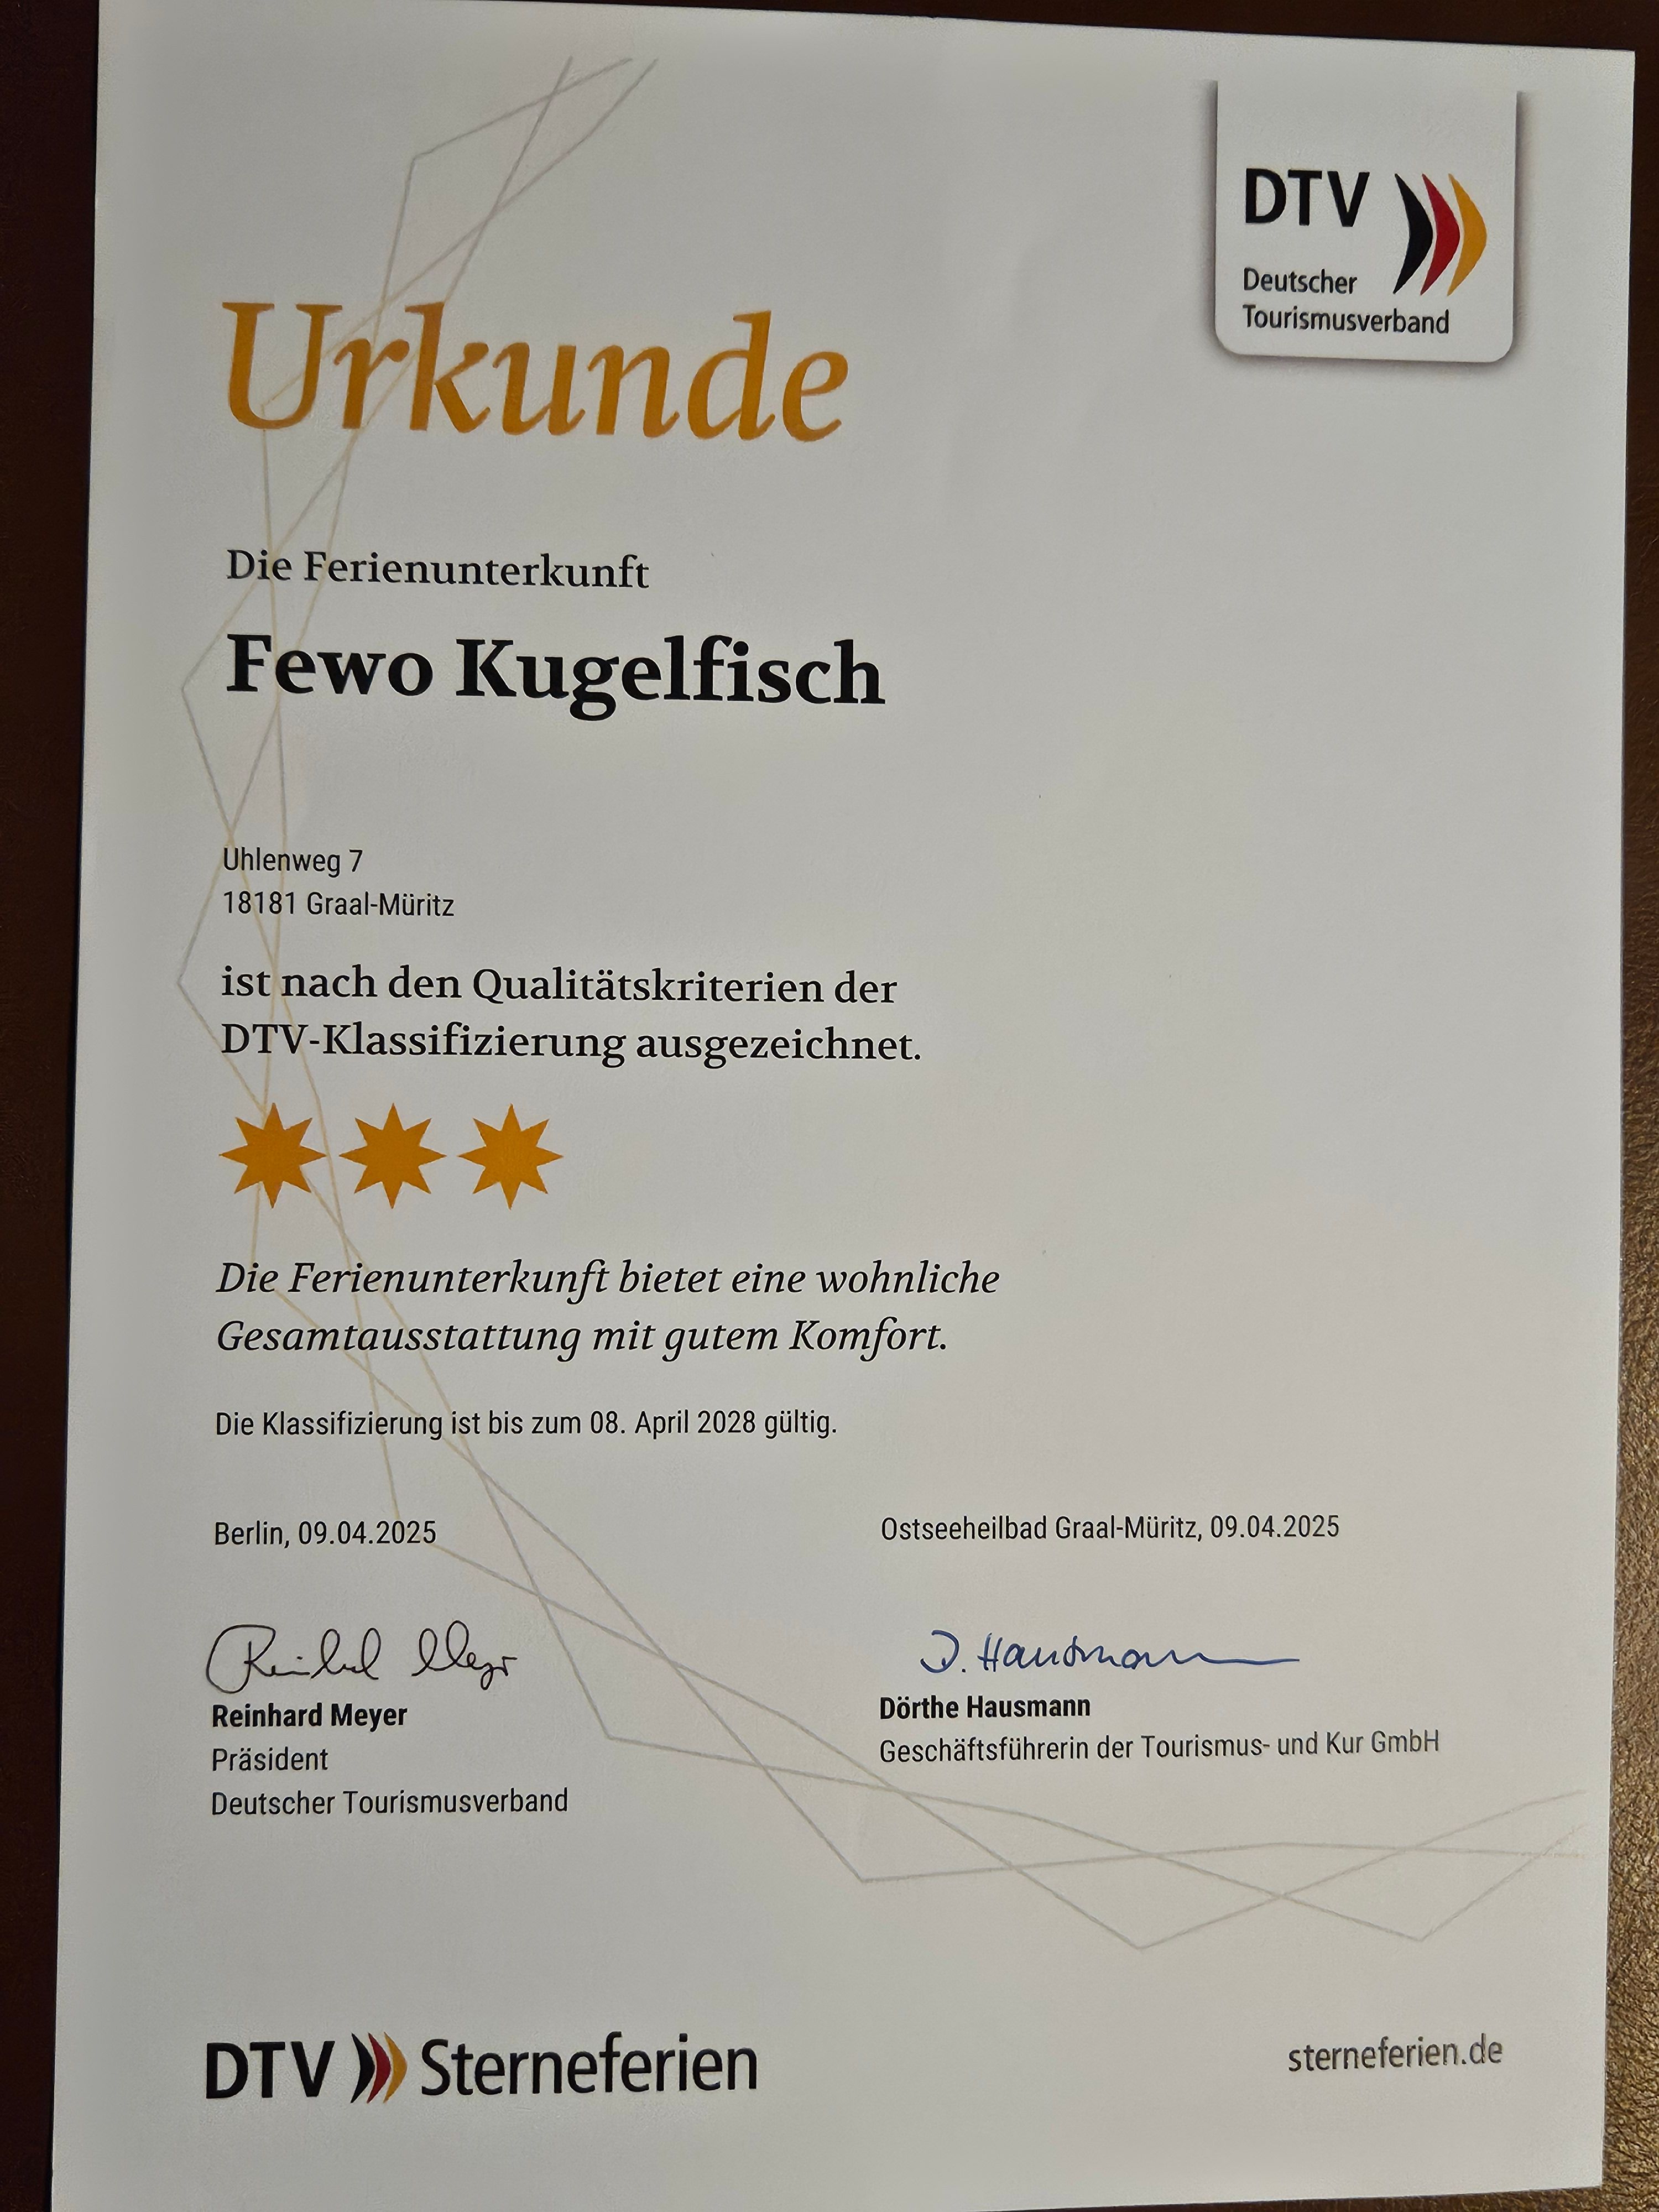 DTV
Deutscher
Tourismusverband
Urkunde
Die Ferienunterkunft
Fewo Kugelfisch
Uhlenweg 7
18181 Graal-Müritz
ist nach den Qualitätskriterien der
DTV-Klassifizierung ausgezeichnet.
Die Ferienunterkunft bietet eine wohnliche
Gesamtausstattung mit gutem Komfort.
Die Klassifizierung ist bis zum 08. April 2028 gültig.
Berlin, 09.04.2025
Reinhard Meyer
Reinhard Meyer
Präsident
Deutscher Tourismusverband
Ostseeheilbad Graal-Müritz, 09.04.2025
D. Hausmann
Dörthe Hausmann
Geschäftsführerin der Tourismus- und Kur GmbH
DTV Sterneferien
sterneferien.de